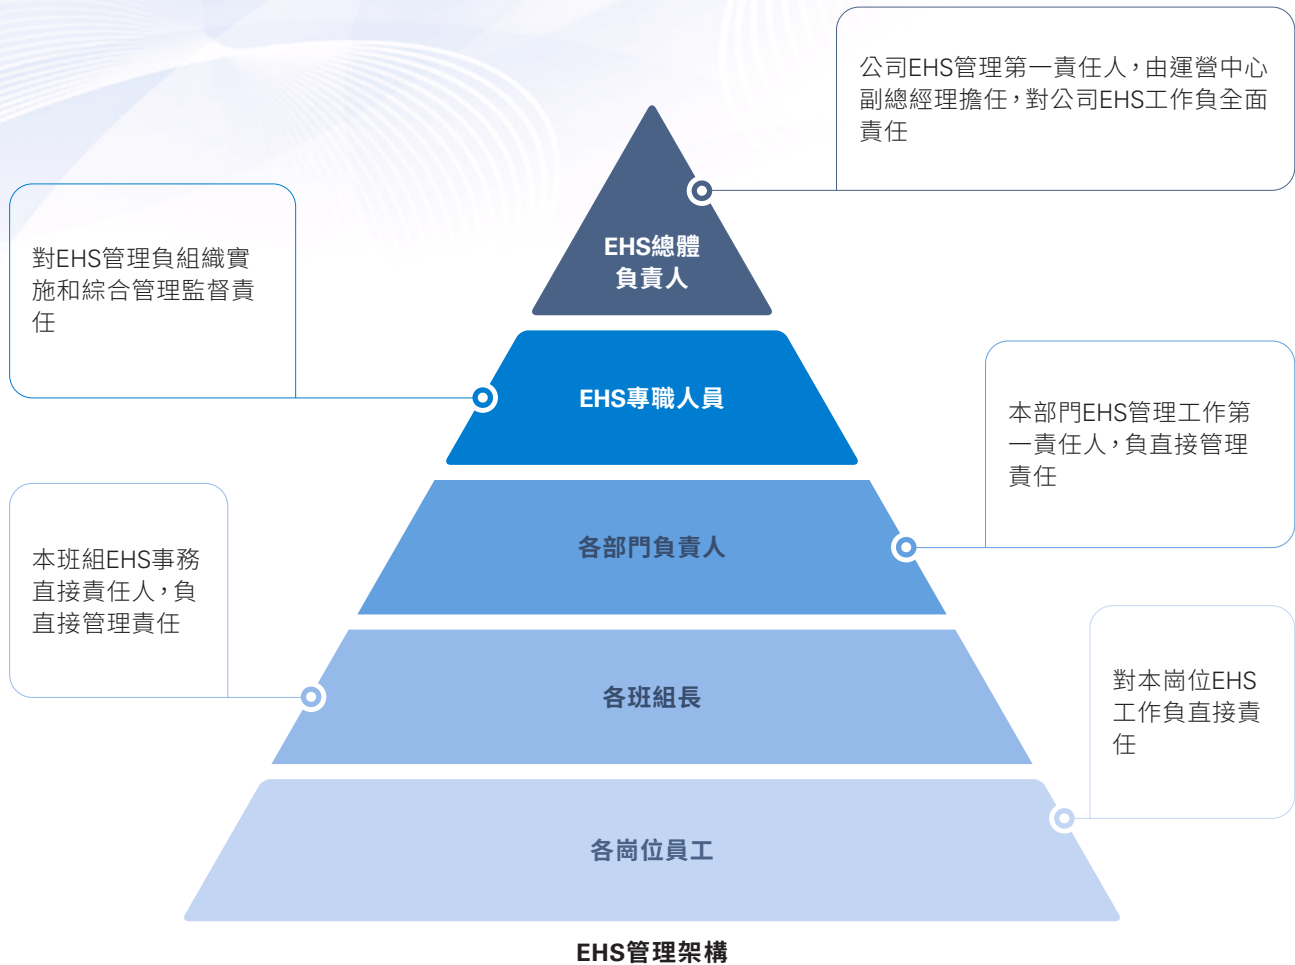 公司EHS管理第一責任人，由運營中心
副總經理擔任，對公司EHS工作負全面
責任
EHS總體
負責人
對EHS管理負組織實
施和綜合管理監督責
任
EHS專職人員
本部門EHS管理工作第
一責任人，負直接管理
責任
各部門負責人
本班組EHS事務
直接責任人，負
直接管理責任
各班組長
對本崗位EHS
工作負直接責
任
各崗位員工
EHS管理架構